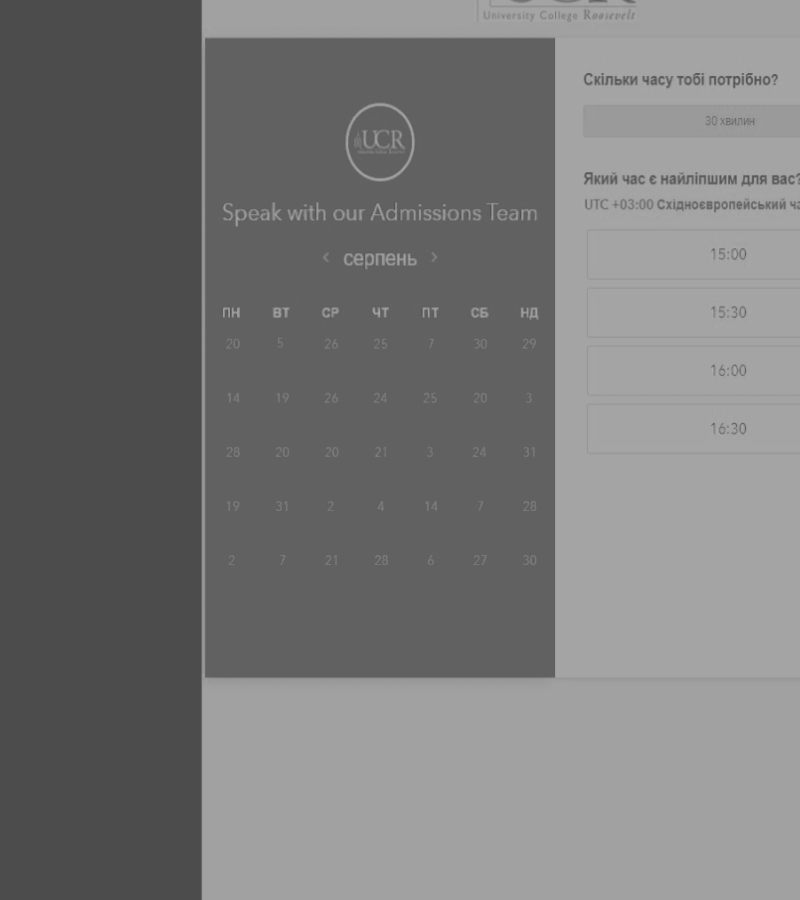 University College Roosevelt
UCR
Speak with our Admissions Team
‹ серпень ›
ПН ВТ СР ЧТ ПТ СБ НД
20 5 26 25 7 30 29
14 19 26 24 25 20 3
28 20 20 21 3 24 31
19 31 2 4 14 7 28
2 7 21 28 6 27 30
Скільки часу тобі потрібно?
30 хвилин
Який час є найліпшим для вас?
UTC +03:00 Східноєвропейський ча
15:00
15:30
16:00
16:30